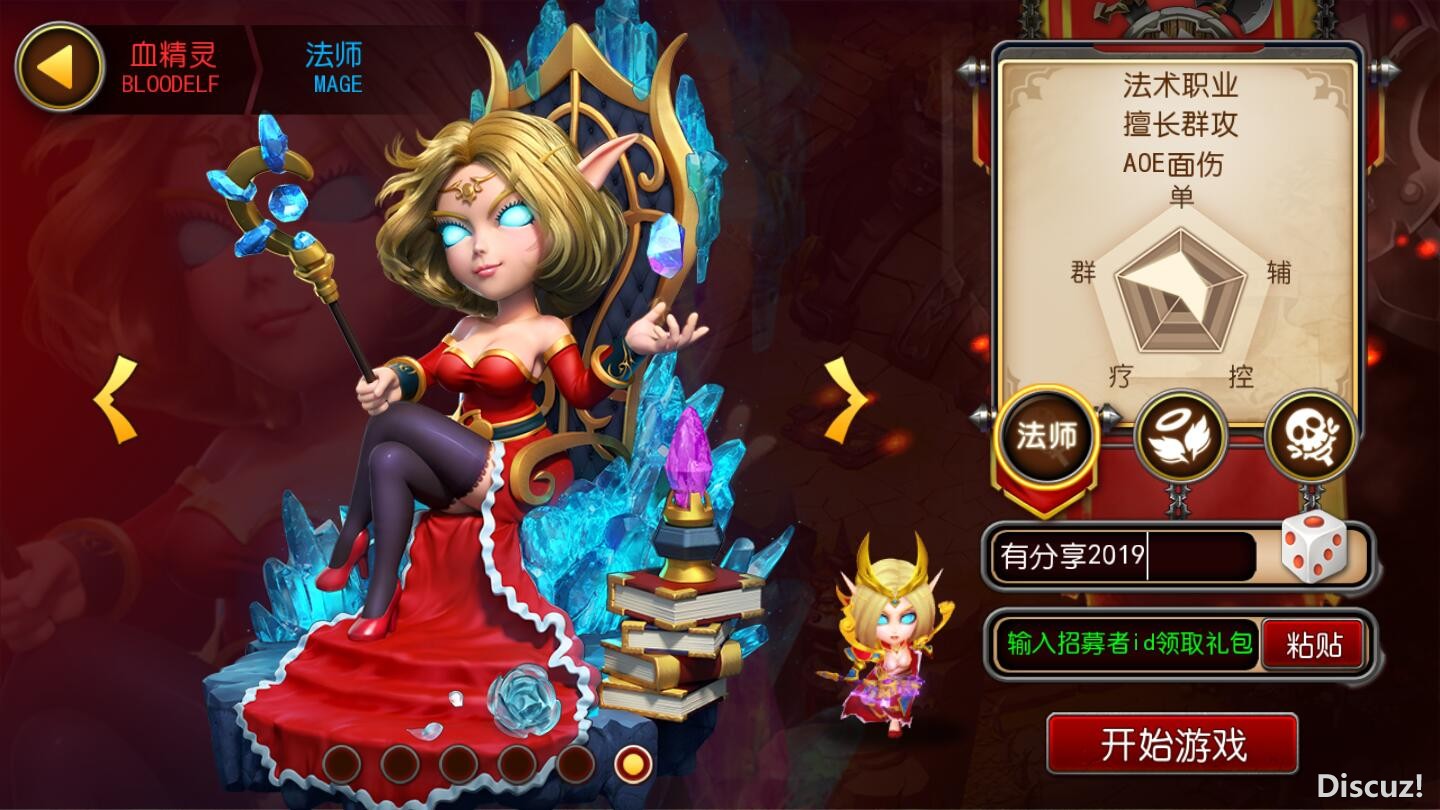 血精灵
BLOODELF
法师
MAGE
法术职业
擅长群攻
AOE面伤
单
群
辅
疗
控
法师
有分享2019
输入招募者id领取礼包
粘贴
开始游戏
Discuz!